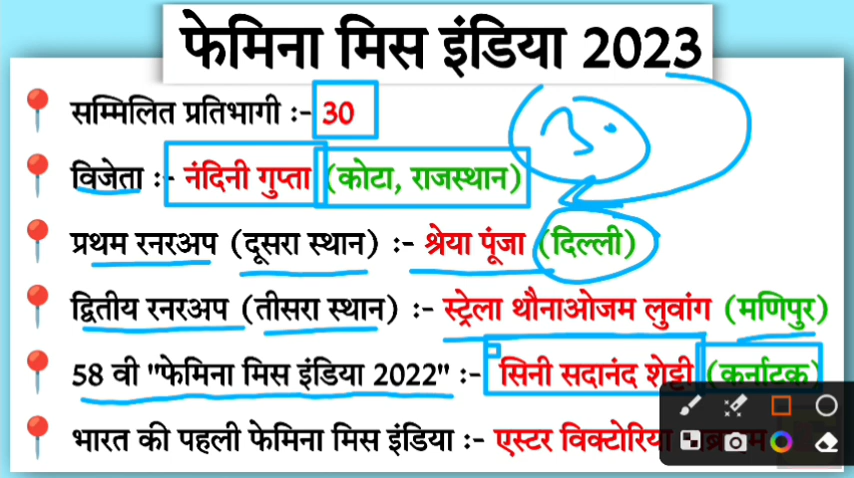 फेमिना मिस इंडिया 2023
सम्मिलित प्रतिभागी :- 30
विजेता :- नंदिनी गुप्ता (कोटा, राजस्थान)
प्रथम रनरअप (दूसरा स्थान) :- श्रेया पूंजा (दिल्ली)
द्वितीय रनरअप (तीसरा स्थान) :- स्ट्रेला थौनाओजम लुवांग (मणिपुर)
58 वी "फेमिना मिस इंडिया 2022" :- सिनी सदानंद शेट्टी (कर्नाटक)
भारत की पहली फेमिना मिस इंडिया :- एस्टर विक्टोरिया